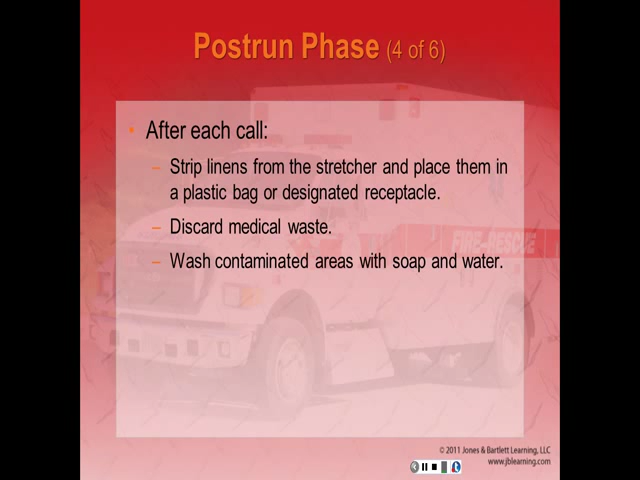 Postrun Phase (4 of 6)
• After each call:
– Strip linens from the stretcher and place them in
a plastic bag or designated receptacle.
– Discard medical waste.
– Wash contaminated areas with soap and water.
FIRE-RESCUE
© 2011 Jones & Bartlett Learning, LLC
www.jblearning.com